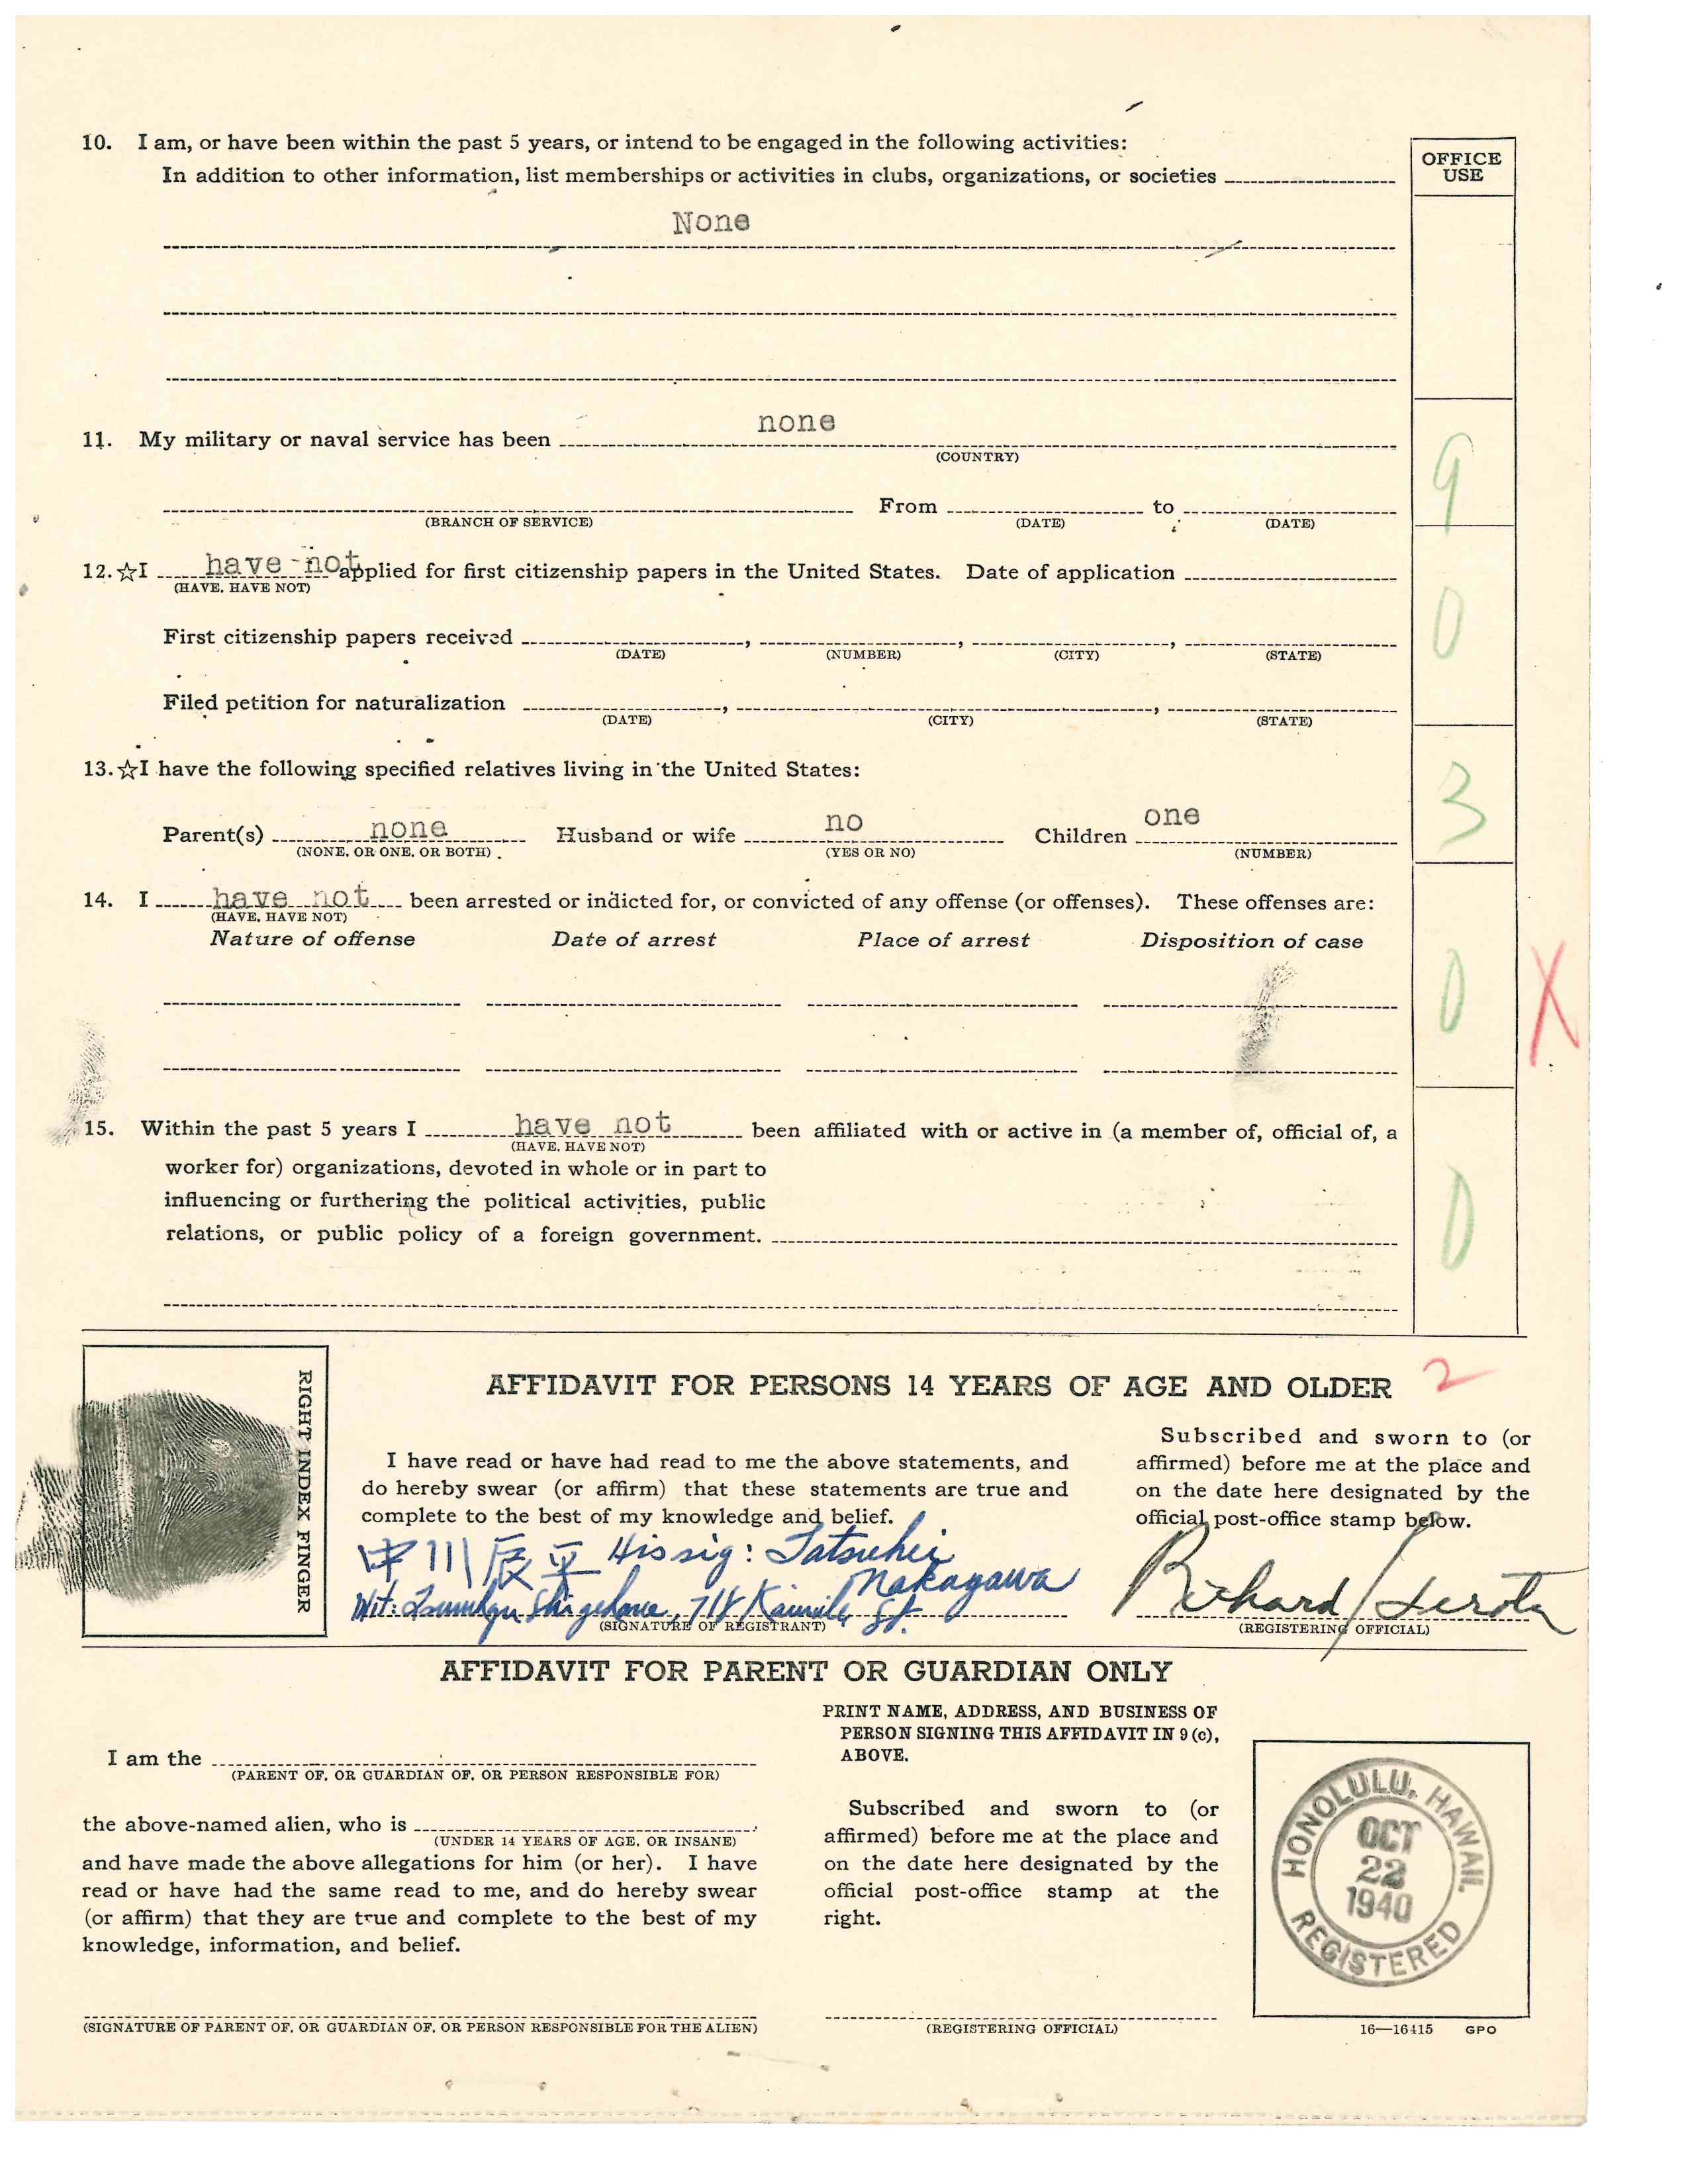 10. I am, or have been within the past 5 years, or intend to be engaged in the following activities:
In addition to other information, list memberships or activities in clubs, organizations, or societies
None
OFFICE USE
11. My military or naval service has been none
(COUNTRY)
From to
(BRANCH OF SERVICE) (DATE) (DATE)
9
12. ☆I have not applied for first citizenship papers in the United States. Date of application
(HAVE, HAVE NOT)
0
First citizenship papers received , , ,
(DATE) (NUMBER) (CITY) (STATE)
Filed petition for naturalization , ,
(DATE) (CITY) (STATE)
13. ☆I have the following specified relatives living in the United States:
3
Parent(s) none Husband or wife no Children one
(NONE, OR ONE, OR BOTH) (YES OR NO) (NUMBER)
14. I have not been arrested or indicted for, or convicted of any offense (or offenses). These offenses are:
(HAVE, HAVE NOT)
Nature of offense Date of arrest Place of arrest Disposition of case
0 X
15. Within the past 5 years I have not been affiliated with or active in (a member of, official of, a
(HAVE, HAVE NOT)
worker for) organizations, devoted in whole or in part to
influencing or furthering the political activities, public
relations, or public policy of a foreign government.
0
RIGHT INDEX FINGER
AFFIDAVIT FOR PERSONS 14 YEARS OF AGE AND OLDER 2
I have read or have had read to me the above statements, and
do hereby swear (or affirm) that these statements are true and
complete to the best of my knowledge and belief.
中川辰平 His sig: Tatsuhei
Nakagawa
Wit: Shigekane, 718 St.
(SIGNATURE OF REGISTRANT)
Subscribed and sworn to (or
affirmed) before me at the place and
on the date here designated by the
official post-office stamp below.
Richard
(REGISTERING OFFICIAL)
AFFIDAVIT FOR PARENT OR GUARDIAN ONLY
I am the
(PARENT OF, OR GUARDIAN OF, OR PERSON RESPONSIBLE FOR)
the above-named alien, who is
(UNDER 14 YEARS OF AGE, OR INSANE)
and have made the above allegations for him (or her). I have
read or have had the same read to me, and do hereby swear
(or affirm) that they are true and complete to the best of my
knowledge, information, and belief.
(SIGNATURE OF PARENT OF, OR GUARDIAN OF, OR PERSON RESPONSIBLE FOR THE ALIEN)
PRINT NAME, ADDRESS, AND BUSINESS OF
PERSON SIGNING THIS AFFIDAVIT IN 9 (c),
ABOVE.
Subscribed and sworn to (or
affirmed) before me at the place and
on the date here designated by the
official post-office stamp at the
right.
(REGISTERING OFFICIAL)
HONOLULU, HAWAII.
OCT
22
1940
REGISTERED
16—16415 GPO